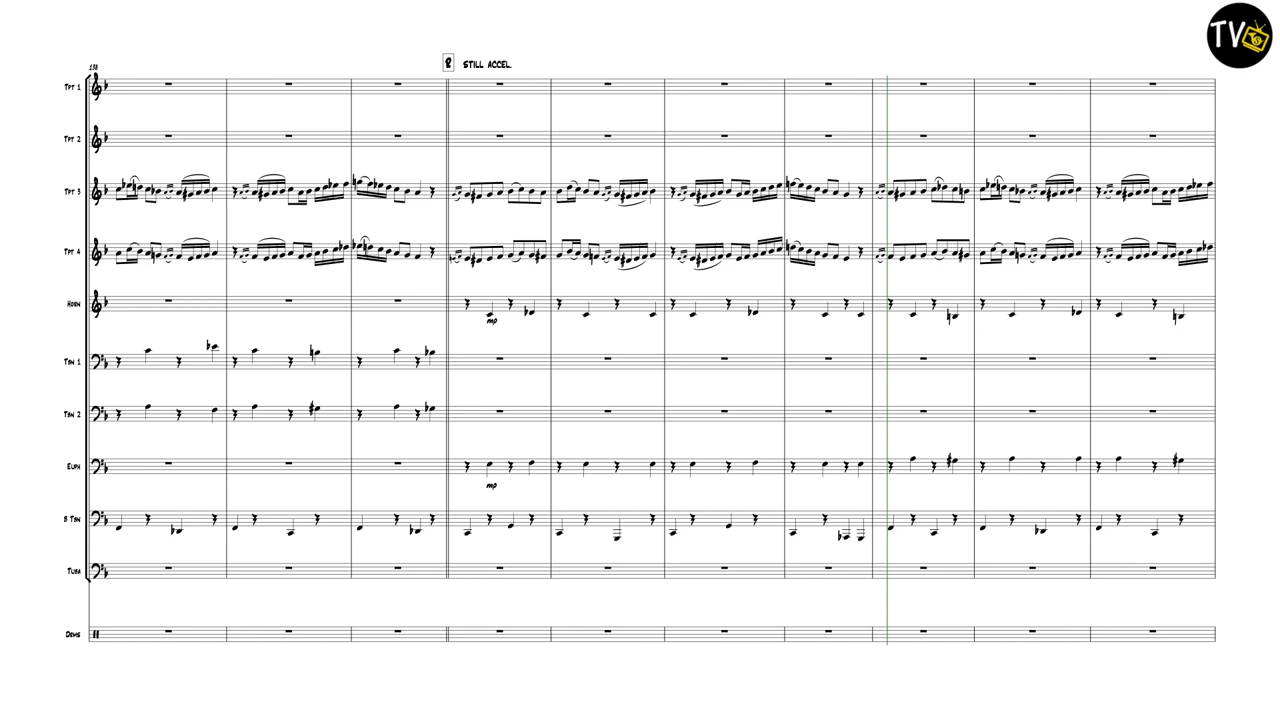 TV
STILL ACCEL.
138
TPT 1
TPT 2
TPT 3
TPT 4
HORN
mp
TBN 1
TBN 2
EUPH
mp
B TBN
TUBA
DRMS